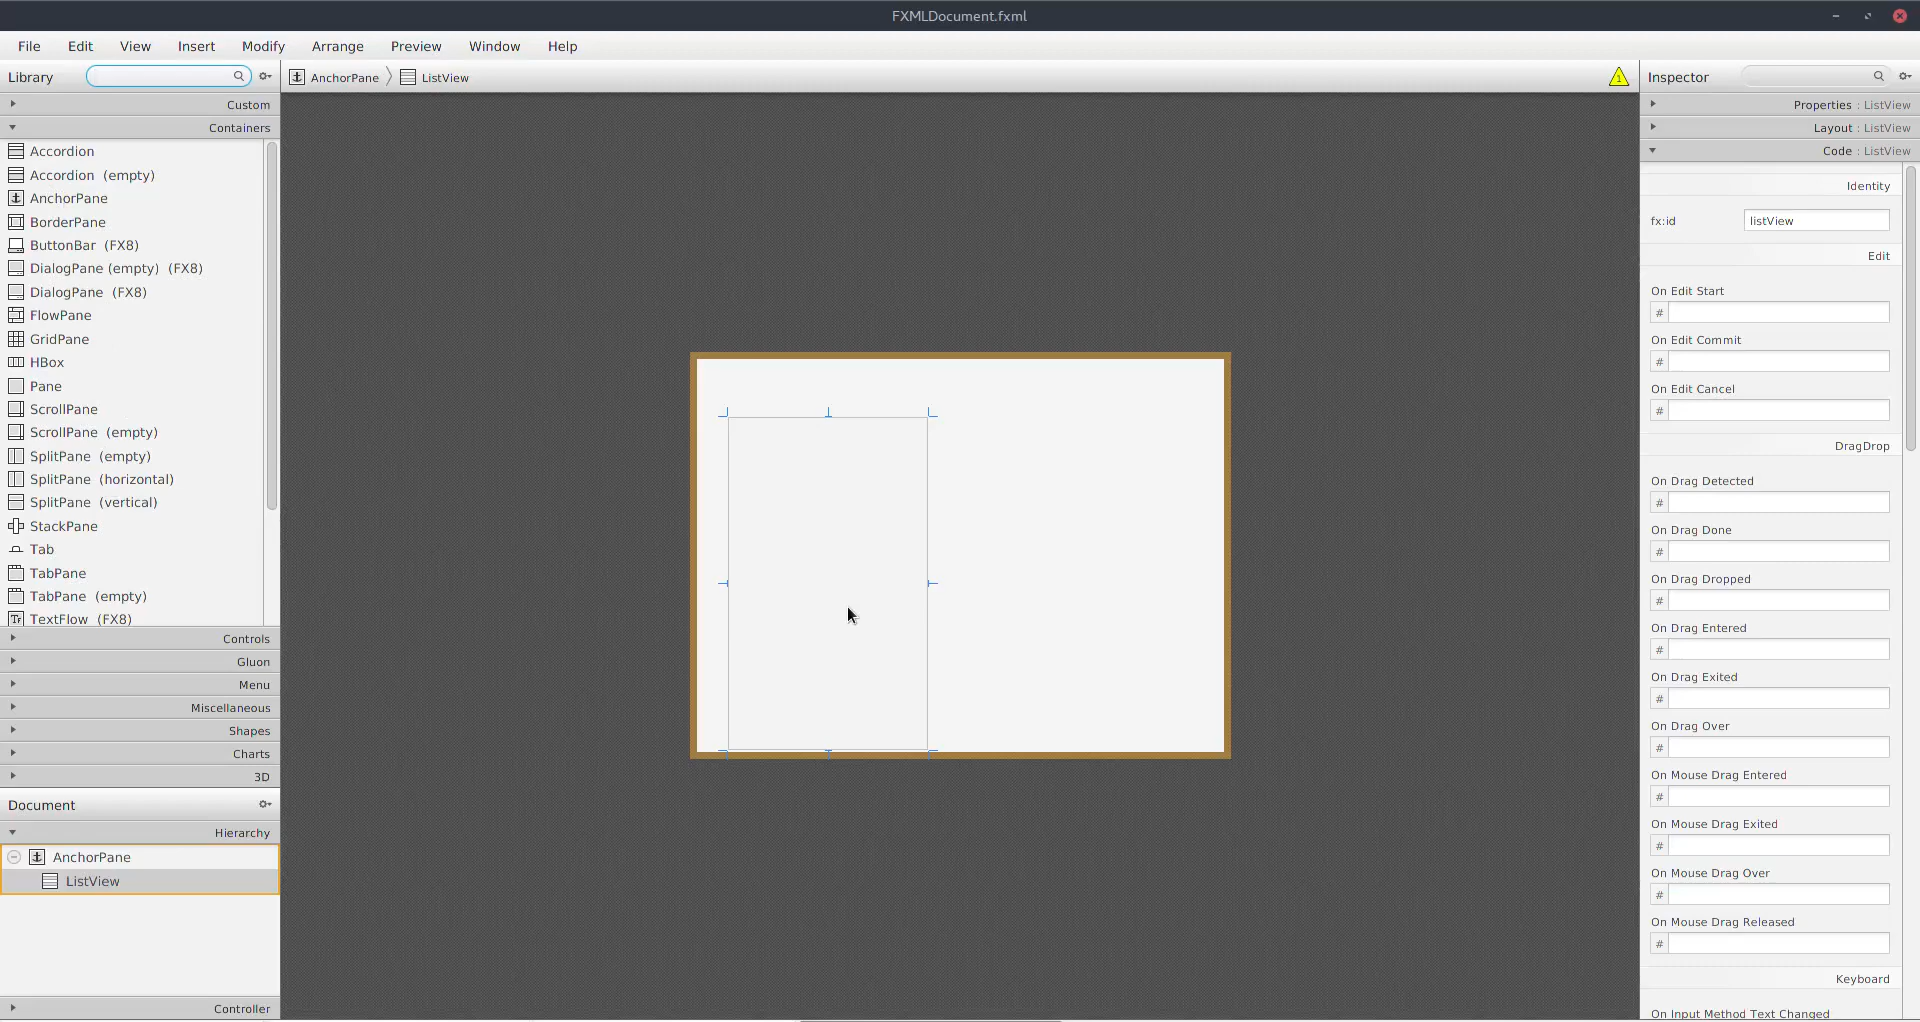 FXMLDocument.fxml
File Edit View Insert Modify Arrange Preview Window Help
Library
AnchorPane ListView
1
Inspector
Custom
Containers
Accordion
Accordion (empty)
AnchorPane
BorderPane
ButtonBar (FX8)
DialogPane (empty) (FX8)
DialogPane (FX8)
FlowPane
GridPane
HBox
Pane
ScrollPane
ScrollPane (empty)
SplitPane (empty)
SplitPane (horizontal)
SplitPane (vertical)
StackPane
Tab
TabPane
TabPane (empty)
TextFlow (FX8)
Controls
Gluon
Menu
Miscellaneous
Shapes
Charts
3D
Document
Hierarchy
AnchorPane
ListView
Controller
Properties : ListView
Layout : ListView
Code : ListView
Identity
fx:id listView
Edit
On Edit Start
#
On Edit Commit
#
On Edit Cancel
#
DragDrop
On Drag Detected
#
On Drag Done
#
On Drag Dropped
#
On Drag Entered
#
On Drag Exited
#
On Drag Over
#
On Mouse Drag Entered
#
On Mouse Drag Exited
#
On Mouse Drag Over
#
On Mouse Drag Released
#
Keyboard
On Input Method Text Changed